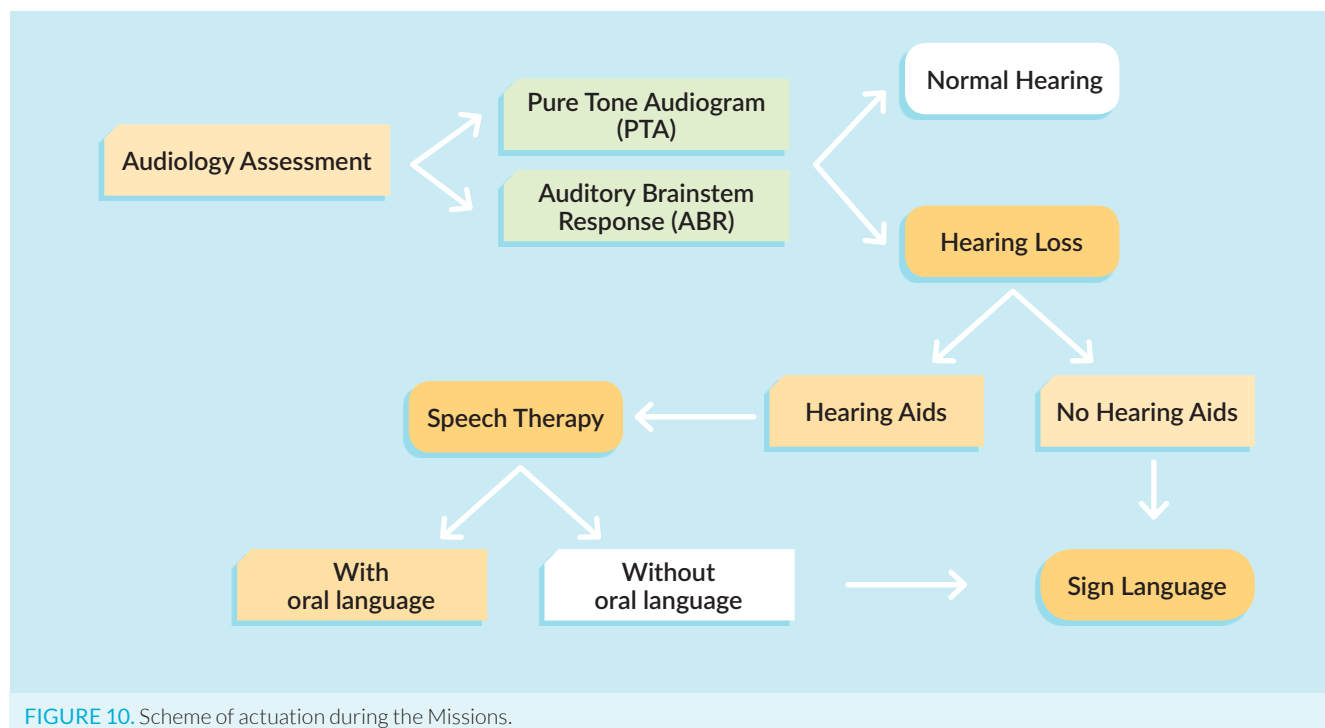 Audiology Assessment
Pure Tone Audiogram
(PTA)
Auditory Brainstem
Response (ABR)
Normal Hearing
Hearing Loss
Speech Therapy
Hearing Aids
No Hearing Aids
With
oral language
Without
oral language
Sign Language
FIGURE 10. Scheme of actuation during the Missions.